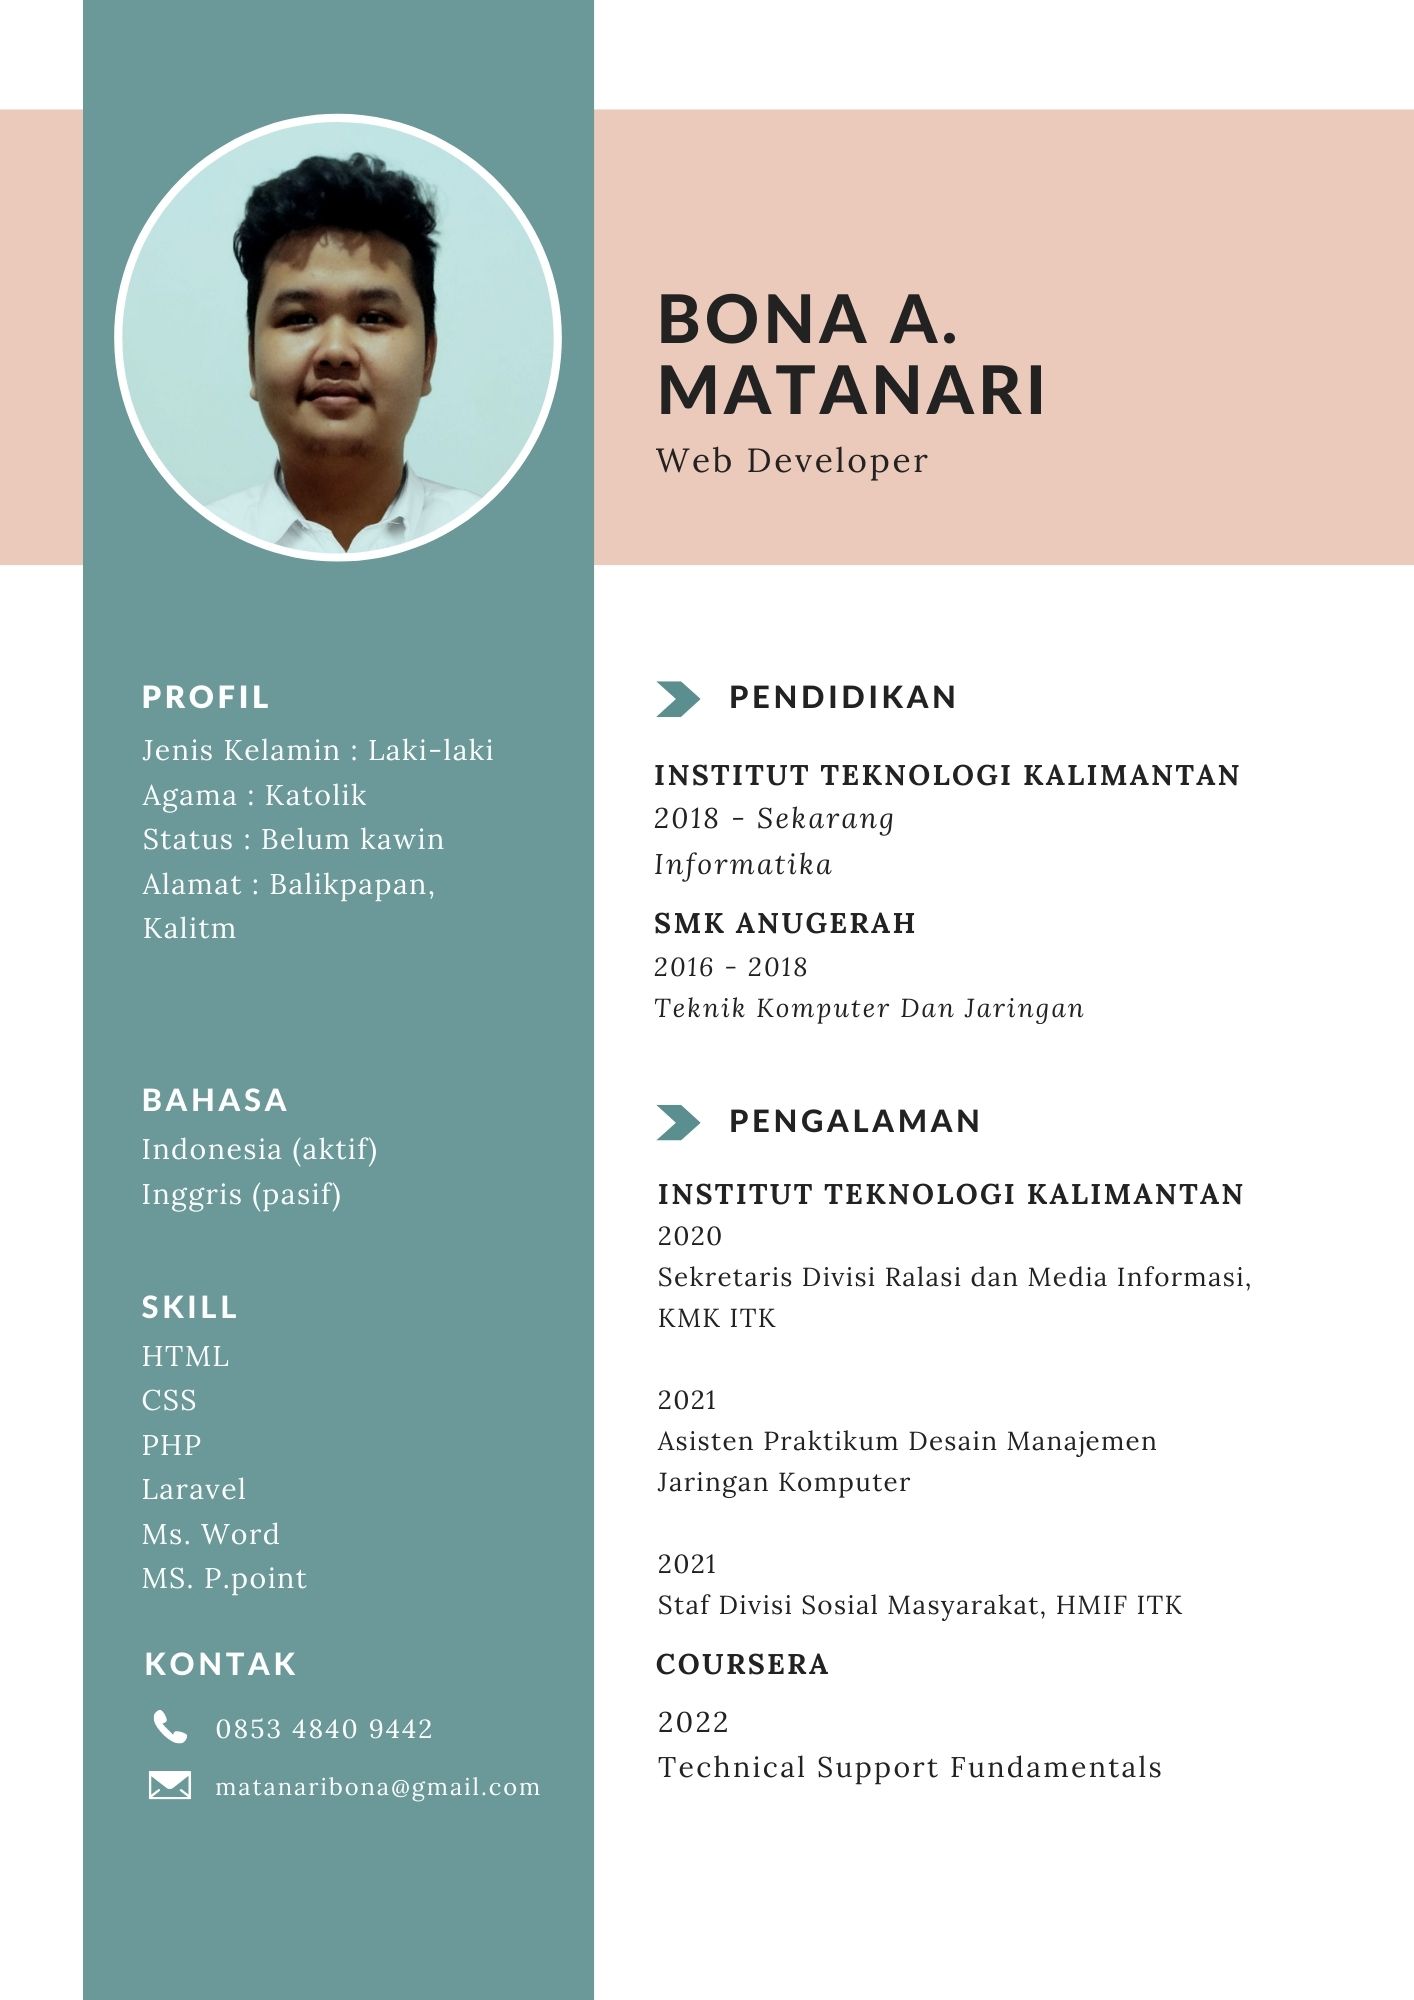 BONA A.
MATANARI
Web Developer
PROFIL
Jenis Kelamin : Laki-laki
Agama : Katolik
Status : Belum kawin
Alamat : Balikpapan,
Kalitm
BAHASA
Indonesia (aktif)
Inggris (pasif)
SKILL
HTML
CSS
PHP
Laravel
Ms. Word
MS. P.point
KONTAK
0853 4840 9442
matanaribona@gmail.com
PENDIDIKAN
INSTITUT TEKNOLOGI KALIMANTAN
2018 - Sekarang
Informatika
SMK ANUGERAH
2016 - 2018
Teknik Komputer Dan Jaringan
PENGALAMAN
INSTITUT TEKNOLOGI KALIMANTAN
2020
Sekretaris Divisi Ralasi dan Media Informasi,
KMK ITK
2021
Asisten Praktikum Desain Manajemen
Jaringan Komputer
2021
Staf Divisi Sosial Masyarakat, HMIF ITK
COURSERA
2022
Technical Support Fundamentals